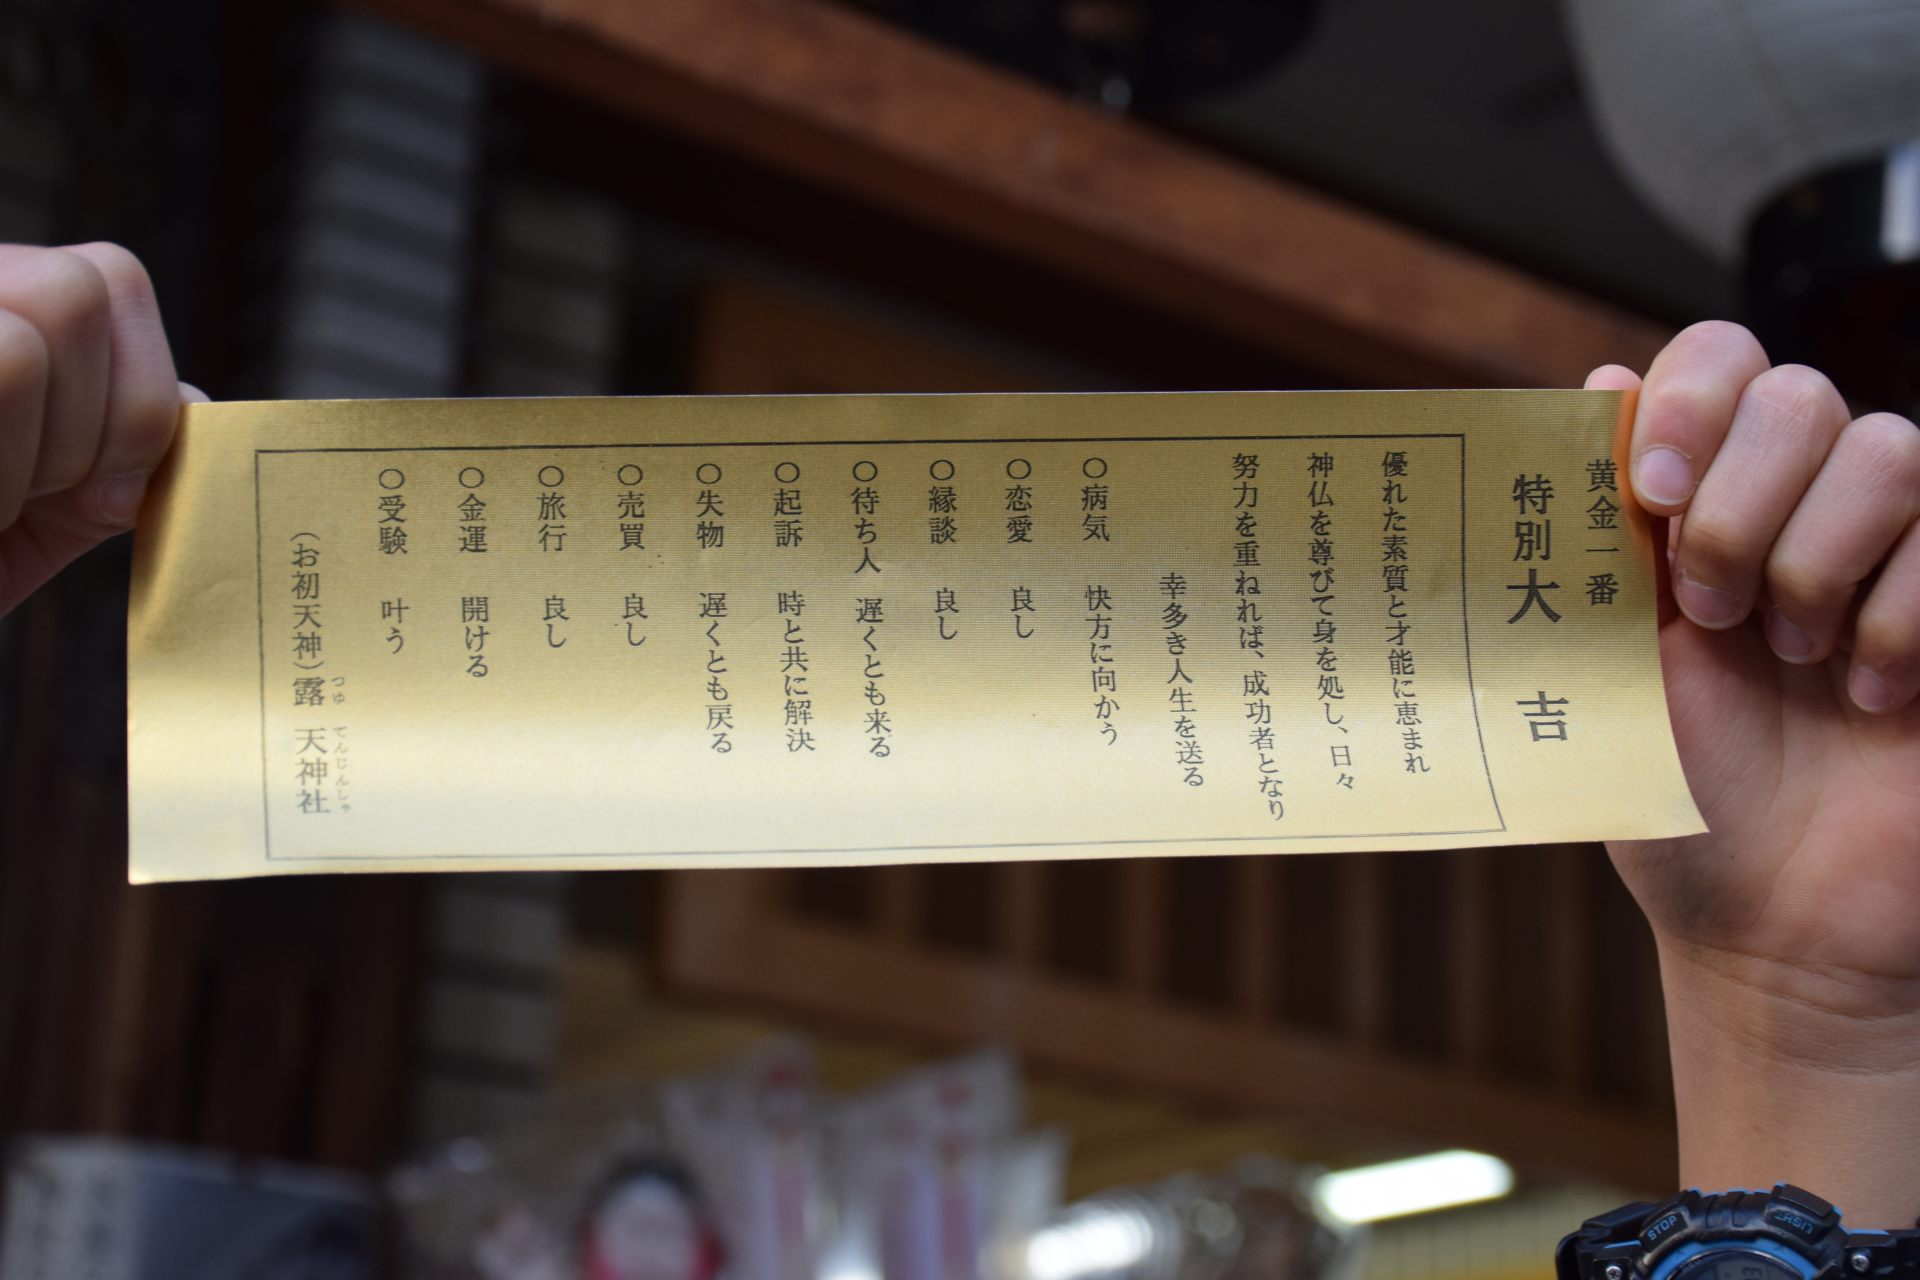 黄金一番
特別大吉
優れた素質と才能に恵まれ
神仏を尊びて身を処し、日々
努力を重ねれば、成功者となり
幸多き人生を送る
○病気 快方に向かう
○恋愛 良し
○縁談 良し
○待ち人 遅くとも来る
○起訴 時と共に解決
○失物 遅くとも戻る
○売買 良し
○旅行 良し
○金運 開ける
○受験 叶う
づゆ てんじんしゃ
(お初天神)露 天神社
STOP
LIGHT